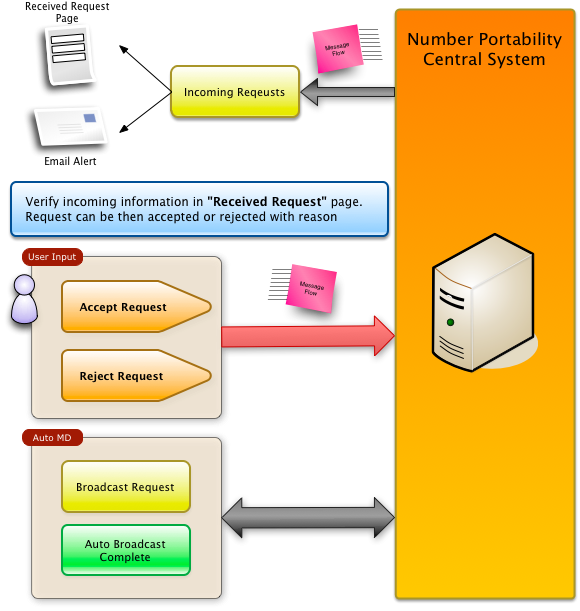 Received Request
Page
Message
Flow
Number Portability
Central System
Incoming Reqeusts
Email Alert
Verify incoming information in "Received Request" page.
Request can be then accepted or rejected with reason
User Input
Message
Flow
Accept Request
Reject Request
Auto MD
Broadcast Request
Auto Broadcast
Complete